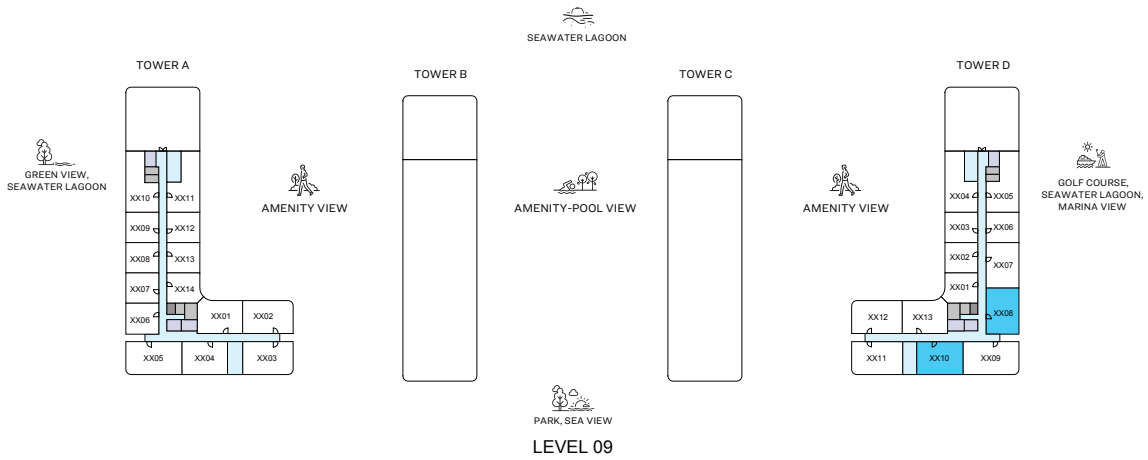 SEAWATER LAGOON
TOWER A
TOWER B
TOWER C
TOWER D
GREEN VIEW,
SEAWATER LAGOON
AMENITY VIEW
AMENITY-POOL VIEW
AMENITY VIEW
GOLF COURSE,
SEAWATER LAGOON,
MARINA VIEW
XX10 XX11
XX09 XX12
XX08 XX13
XX07 XX14
XX06 XX01 XX02
XX05 XX04 XX03
XX04 XX05
XX03 XX06
XX02 XX07
XX01
XX08
XX12 XX13
XX11 XX10 XX09
PARK, SEA VIEW
LEVEL 09